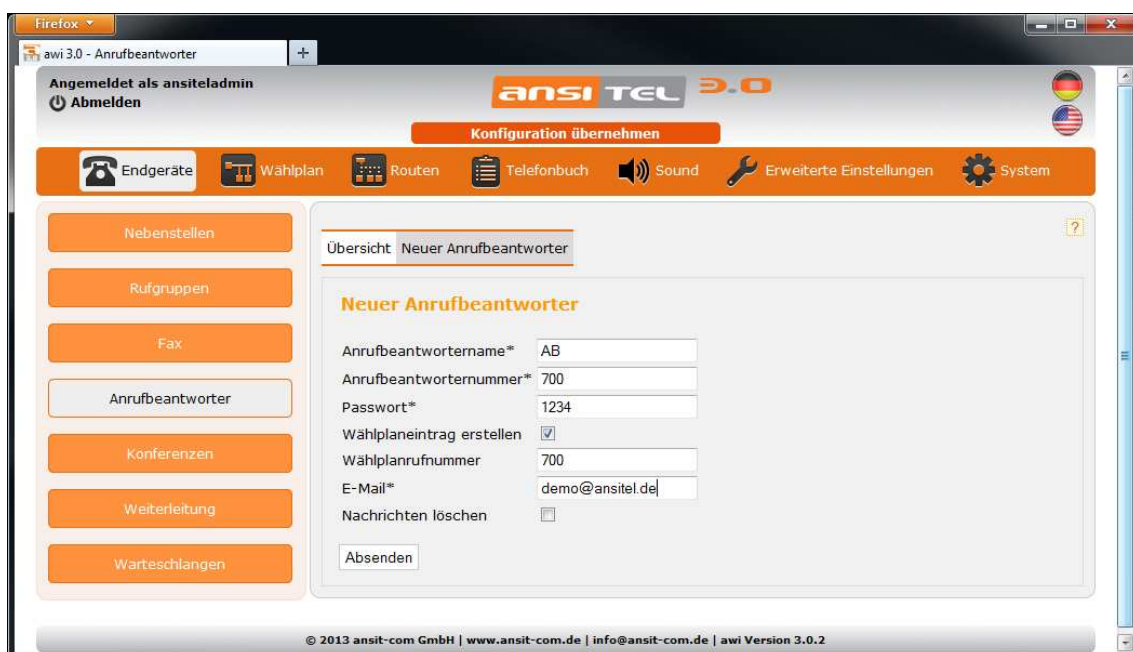 Firefox
awi 3.0 - Anrufbeantworter
Angemeldet als ansiteladmin
Abmelden
ansi TEL 3.0
Konfiguration übernehmen
Endgeräte Wählplan Routen Telefonbuch Sound Erweiterte Einstellungen System
Nebenstellen
Rufgruppen
Fax
Anrufbeantworter
Konferenzen
Weiterleitung
Warteschlangen
?
Übersicht Neuer Anrufbeantworter
Neuer Anrufbeantworter
Anrufbeantwortername* AB
Anrufbeantworternummer* 700
Passwort* 1234
Wählplaneintrag erstellen
Wählplanrufnummer 700
E-Mail* demo@ansitel.de
Nachrichten löschen
Absenden
© 2013 ansit-com GmbH | www.ansit-com.de | info@ansit-com.de | awi Version 3.0.2